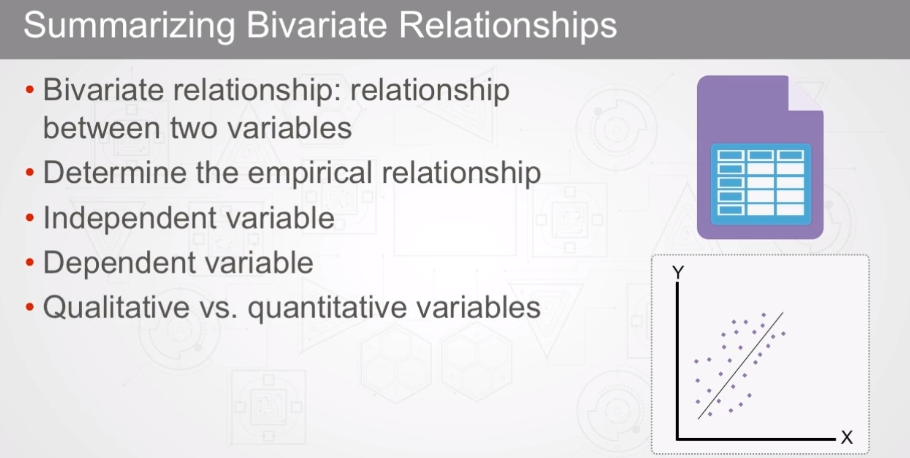 Summarizing Bivariate Relationships
• Bivariate relationship: relationship
between two variables
• Determine the empirical relationship
• Independent variable
• Dependent variable
• Qualitative vs. quantitative variables
Y
X